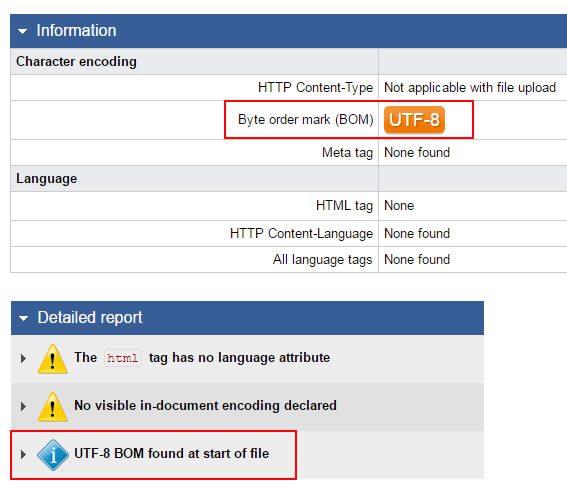 Information
Character encoding
HTTP Content-Type Not applicable with file upload
Byte order mark (BOM) UTF-8
Meta tag None found
Language
HTML tag None
HTTP Content-Language None found
All language tags None found
Detailed report
The html tag has no language attribute
No visible in-document encoding declared
UTF-8 BOM found at start of file